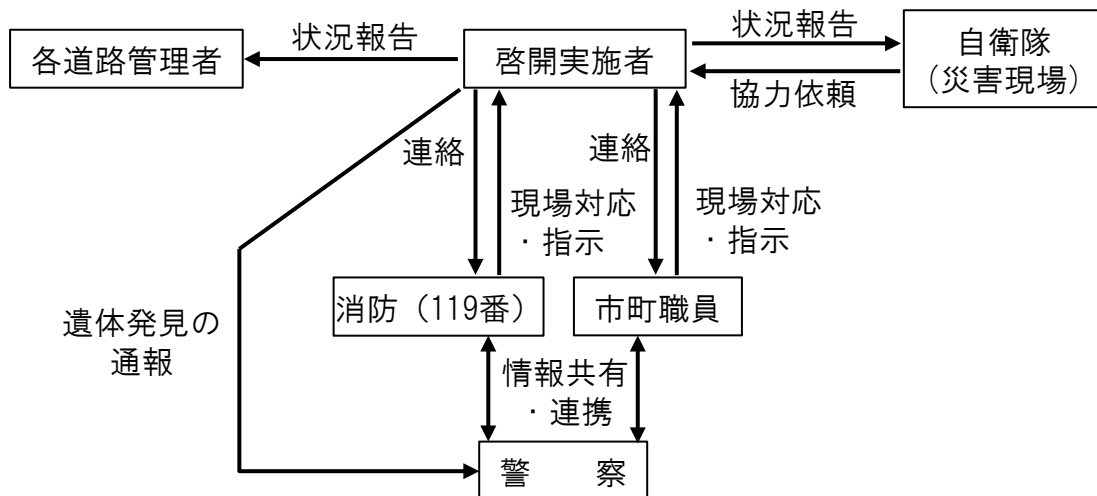 状況報告
状況報告
各道路管理者
啓開実施者
自衛隊
（災害現場）
協力依頼
連絡
連絡
現場対応
・指示
現場対応
・指示
消防（119番）
市町職員
遺体発見の
通報
情報共有
・連携
警　　察